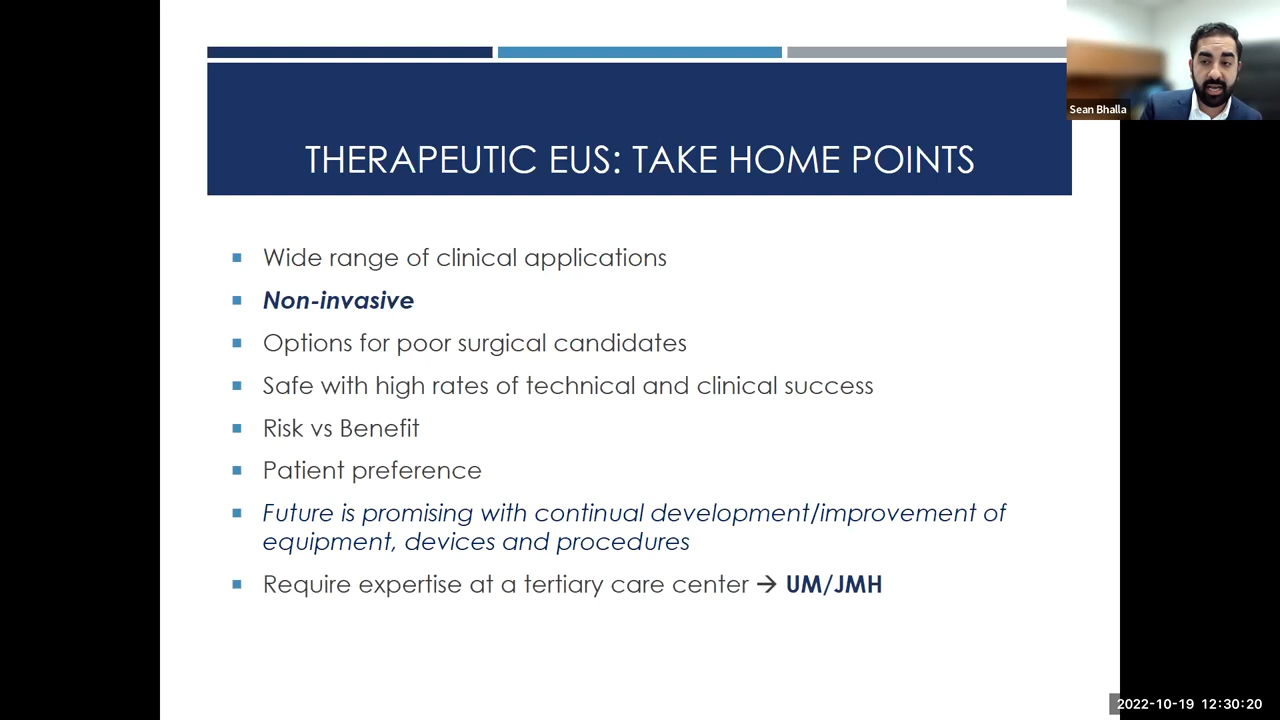 Sean Bhalla
THERAPEUTIC EUS: TAKE HOME POINTS
Wide range of clinical applications
Non-invasive
Options for poor surgical candidates
Safe with high rates of technical and clinical success
Risk vs Benefit
Patient preference
Future is promising with continual development/improvement of
equipment, devices and procedures
Require expertise at a tertiary care center → UM/JMH
2022-10-19 12:30:20